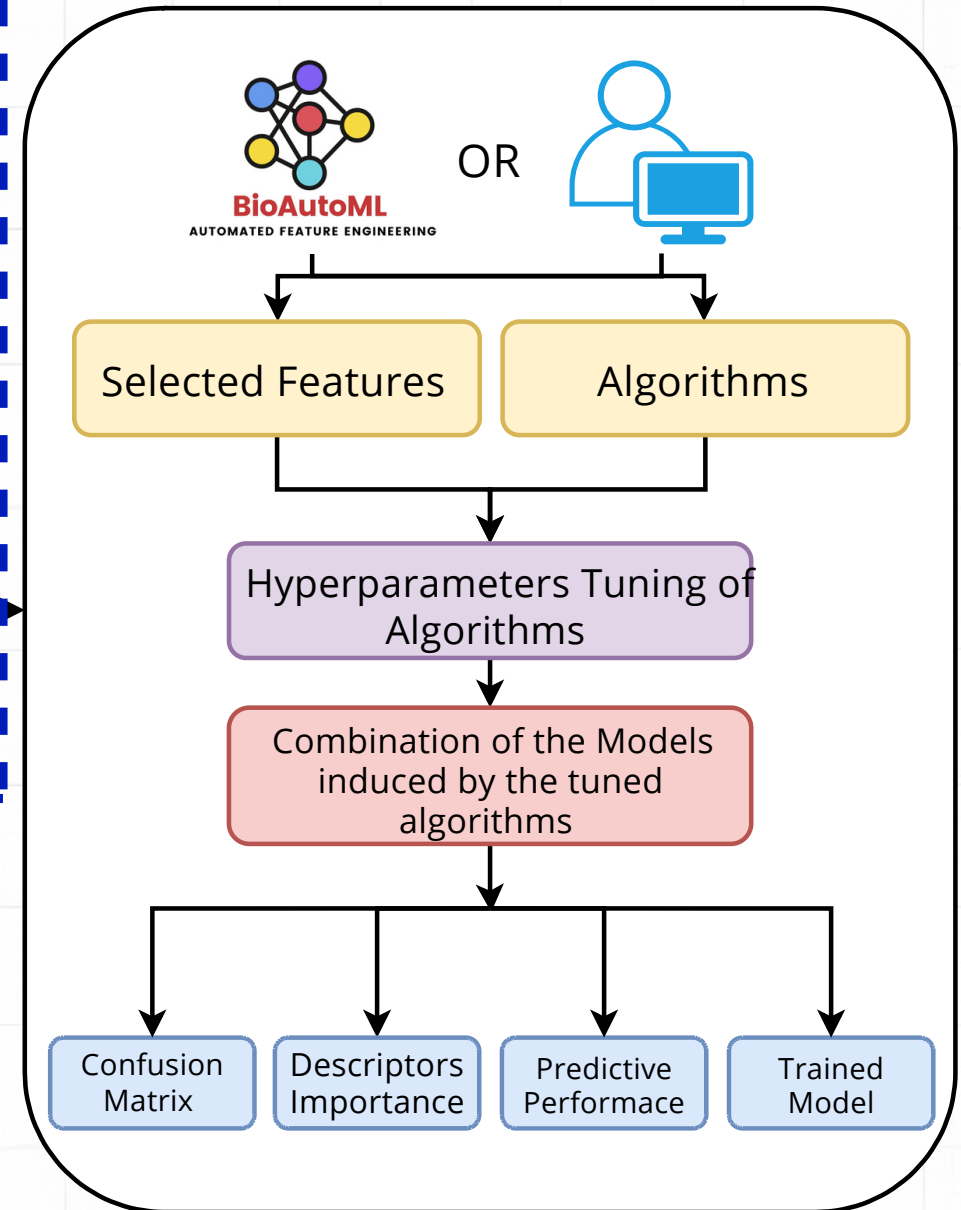 OR
BioAutoML
AUTOMATED FEATURE ENGINEERING
Selected Features
Algorithms
Hyperparameters Tuning of
Algorithms
Combination of the Models
induced by the tuned
algorithms
Confusion
Matrix
Descriptors
Importance
Predictive
Performace
Trained
Model